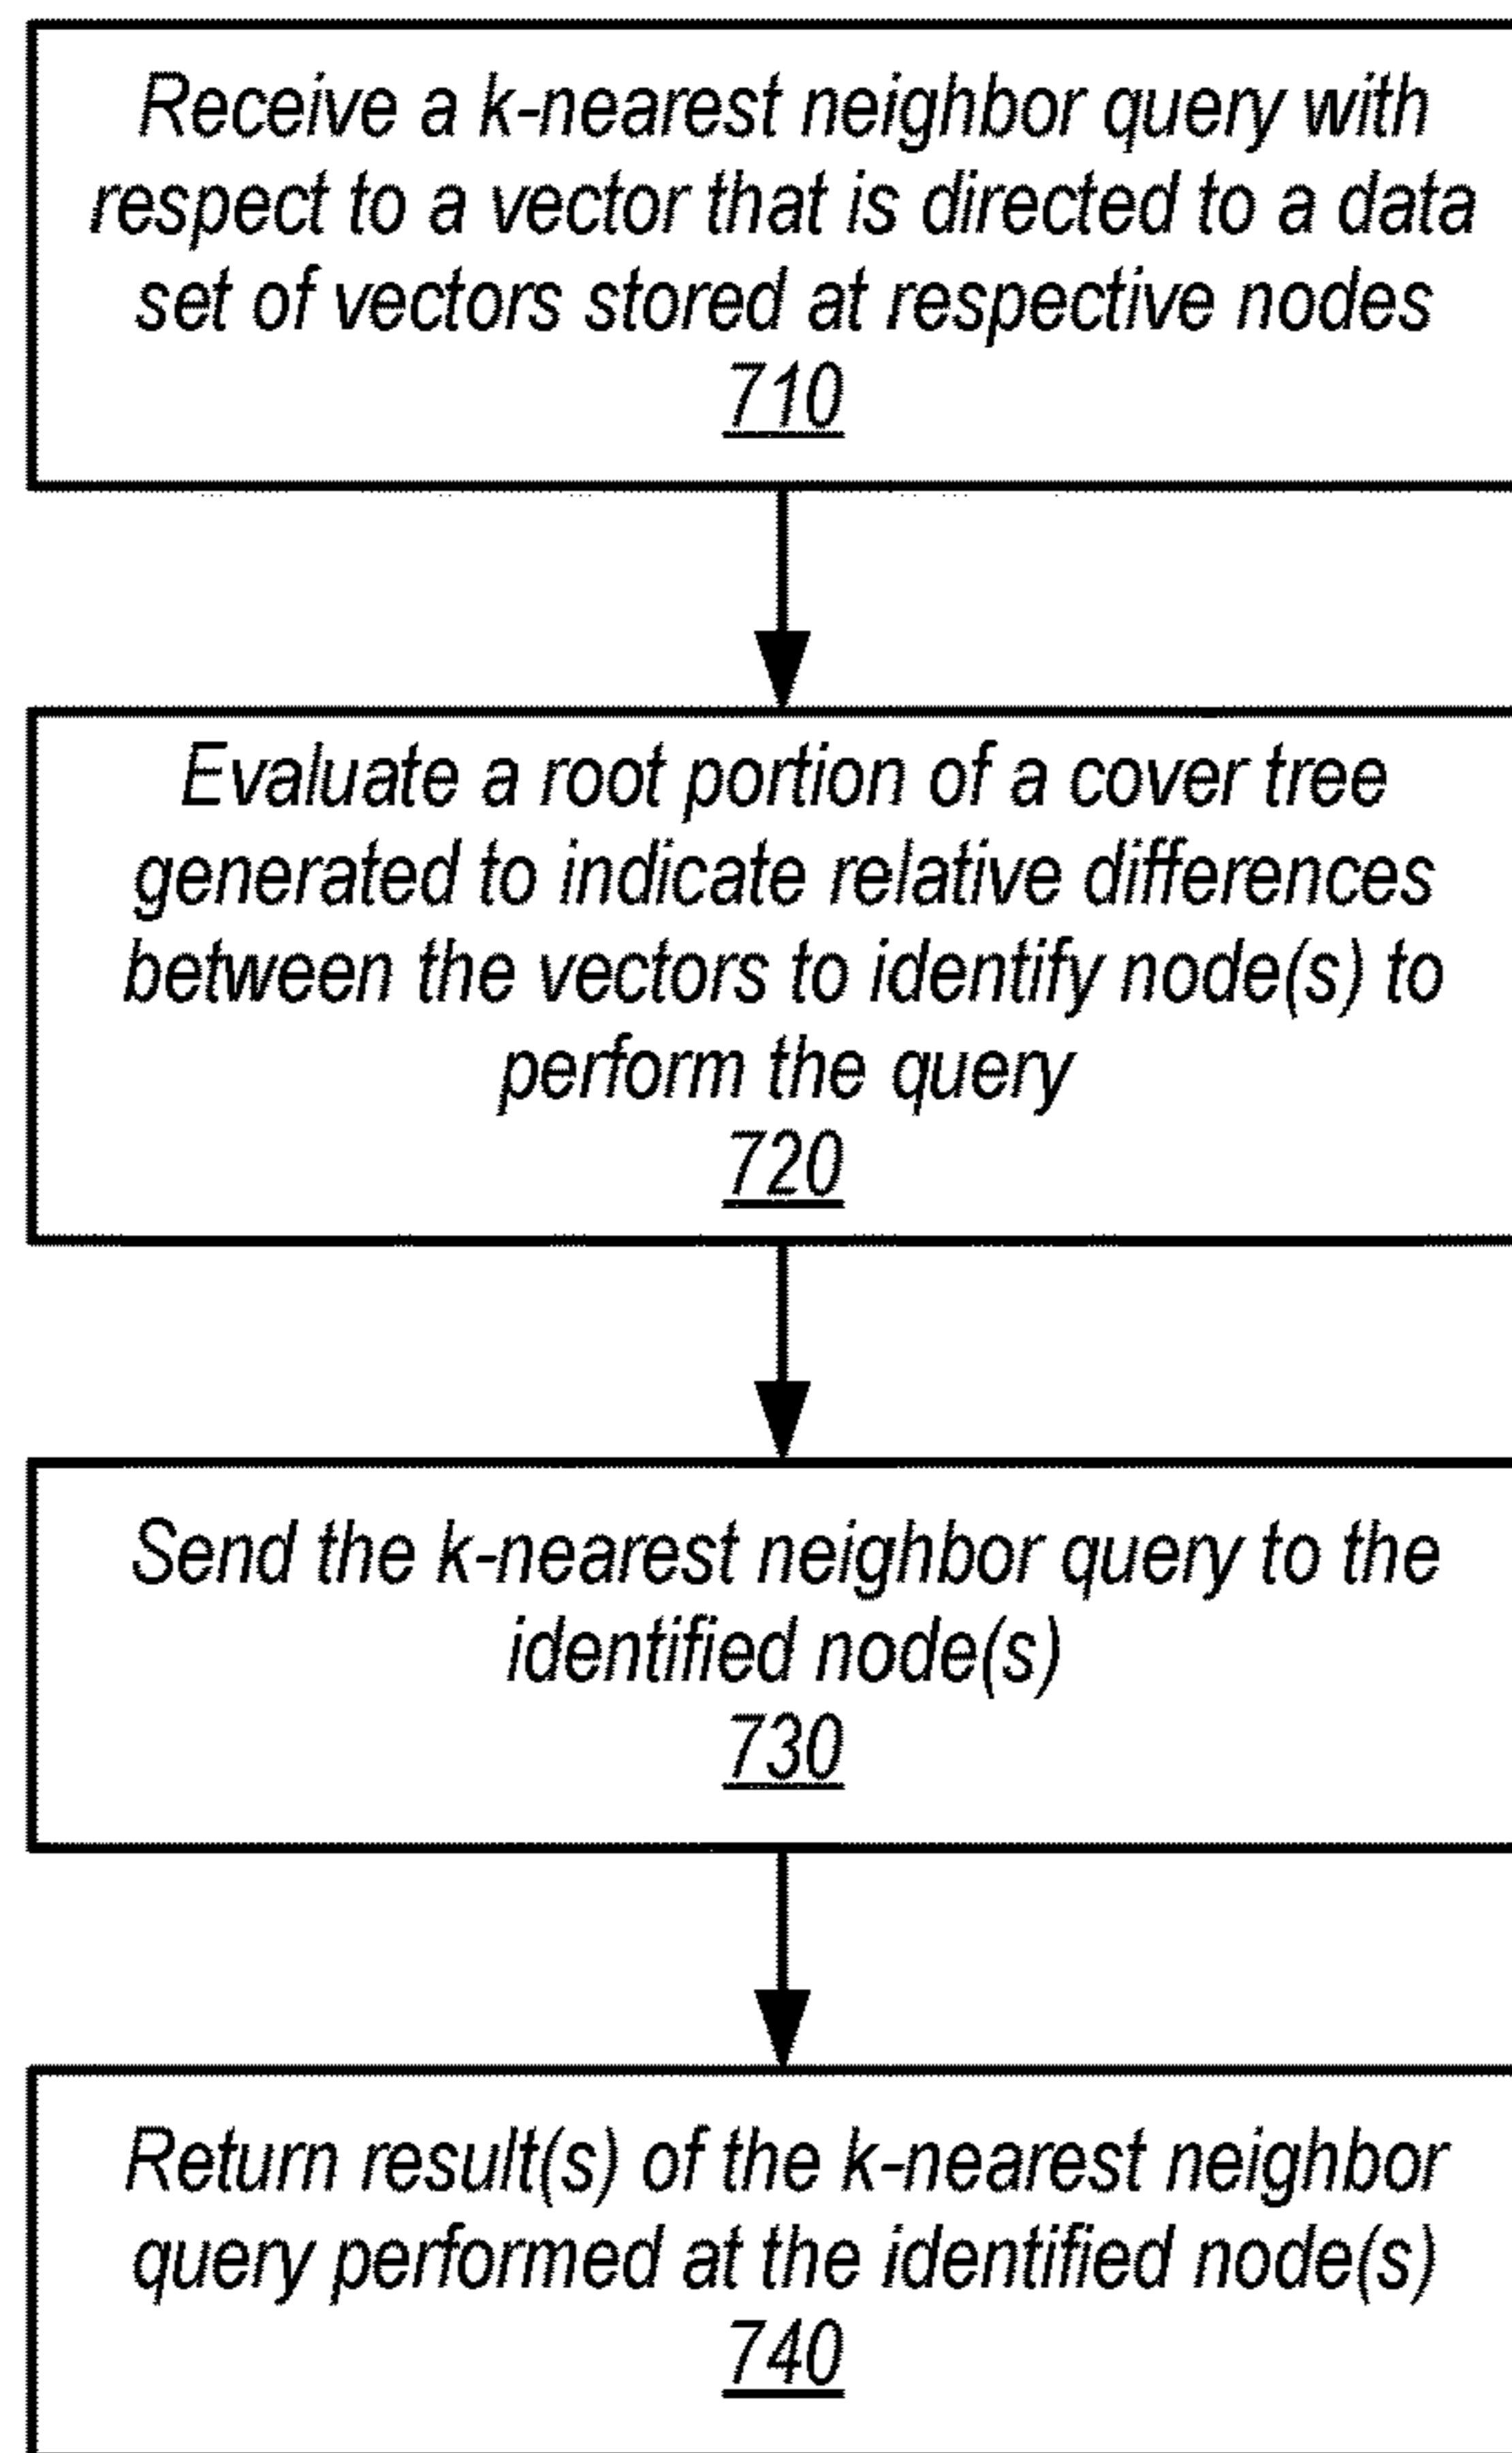 Receive a k-nearest neighbor query with
respect to a vector that is directed to a data
set of vectors stored at respective nodes
710
Evaluate a root portion of a cover tree
generated to indicate relative differences
between the vectors to identify node(s) to
perform the query
720
Send the k-nearest neighbor query to the
identified node(s)
730
Return result(s) of the k-nearest neighbor
query performed at the identified node(s)
740